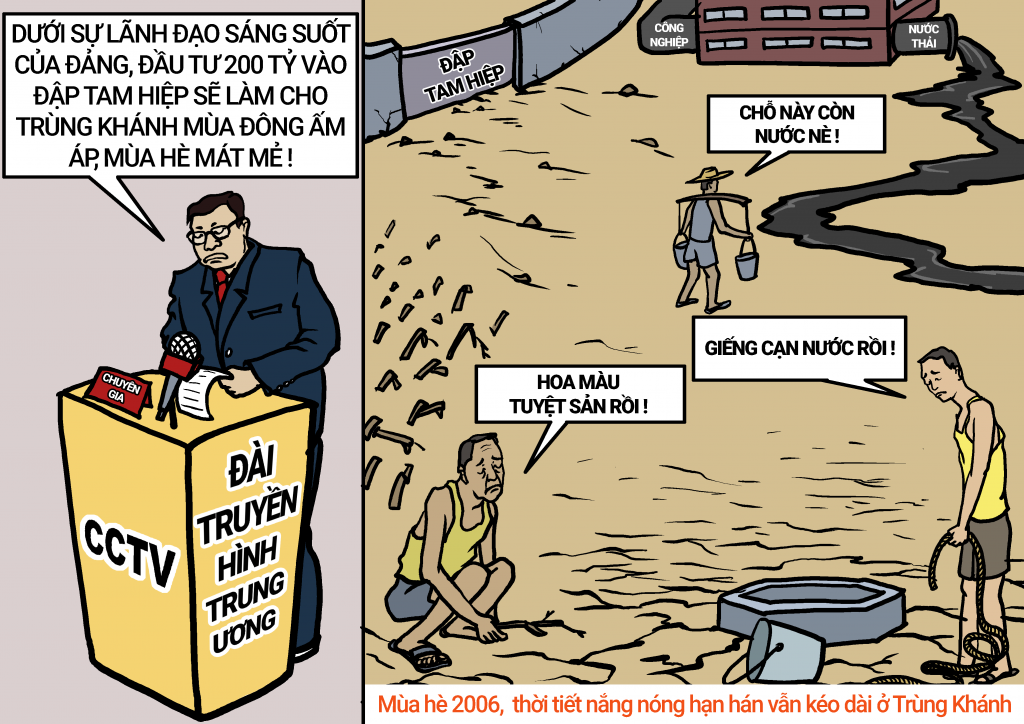 DƯỚI SỰ LÃNH ĐẠO SÁNG SUỐT
CỦA ĐẢNG, ĐẦU TƯ 200 TỶ VÀO
ĐẬP TAM HIỆP SẼ LÀM CHO
TRÙNG KHÁNH MÙA ĐÔNG ẤM
ÁP, MÙA HÈ MÁT MẺ !
CHUYÊN
GIA
CCTV
ĐÀI
TRUYỀN
HÌNH
TRUNG
ƯƠNG
ĐẬP
TAM HIỆP
CÔNG
NGHIỆP
NƯỚC
THẢI
CHỖ NÀY CÒN
NƯỚC NÈ !
GIẾNG CẠN NƯỚC RỒI !
HOA MÀU
TUYỆT SẢN RỒI !
Mùa hè 2006, thời tiết nắng nóng hạn hán vẫn kéo dài ở Trùng Khánh